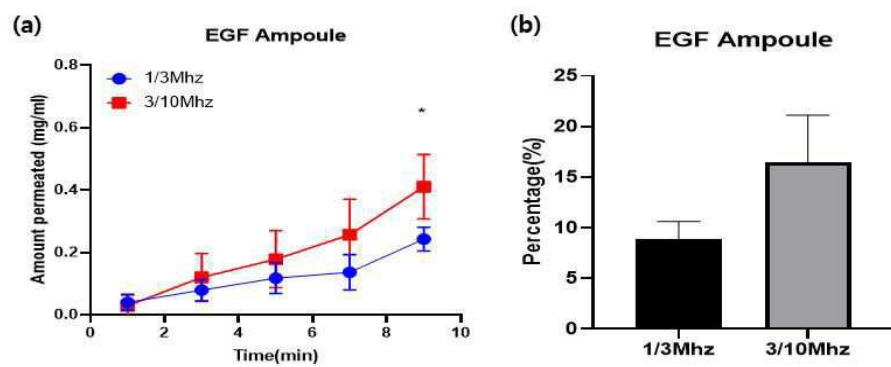 (a)
EGF Ampoule
1/3Mhz
3/10Mhz
*
Amount permeated (mg/ml)
0.8
0.6
0.4
0.2
0.0
0 2 4 6 8 10
Time(min)
(b)
EGF Ampoule
Percentage(%)
25
20
15
10
5
0
1/3Mhz 3/10Mhz